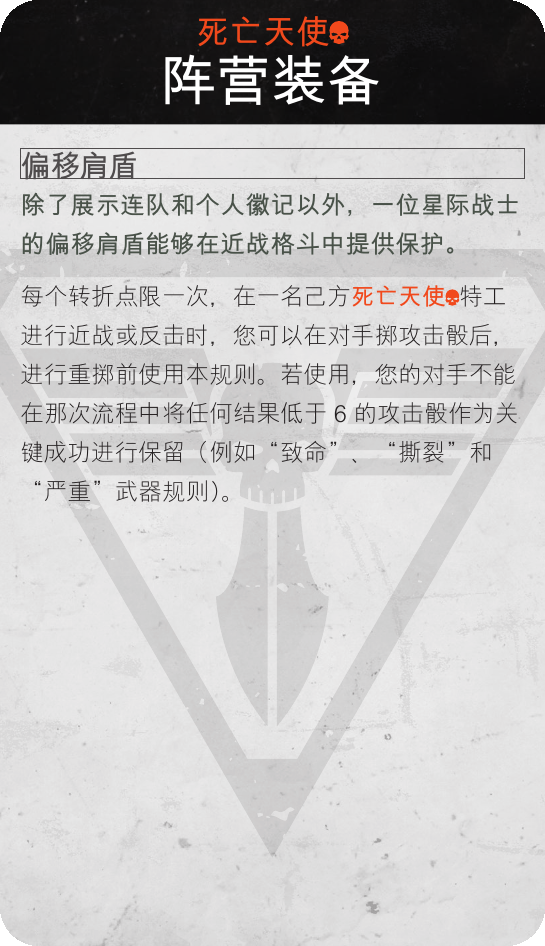 死亡天使
阵营装备
偏移肩盾
除了展示连队和个人徽记以外，一位星际战士
的偏移肩盾能够在近战格斗中提供保护。
每个转折点限一次，在一名己方死亡天使特工
进行近战或反击时，您可以在对手掷攻击骰后，
进行重掷前使用本规则。若使用，您的对手不能
在那次流程中将任何结果低于 6 的攻击骰作为关
键成功进行保留（例如“致命”、“撕裂”和
“严重”武器规则）。